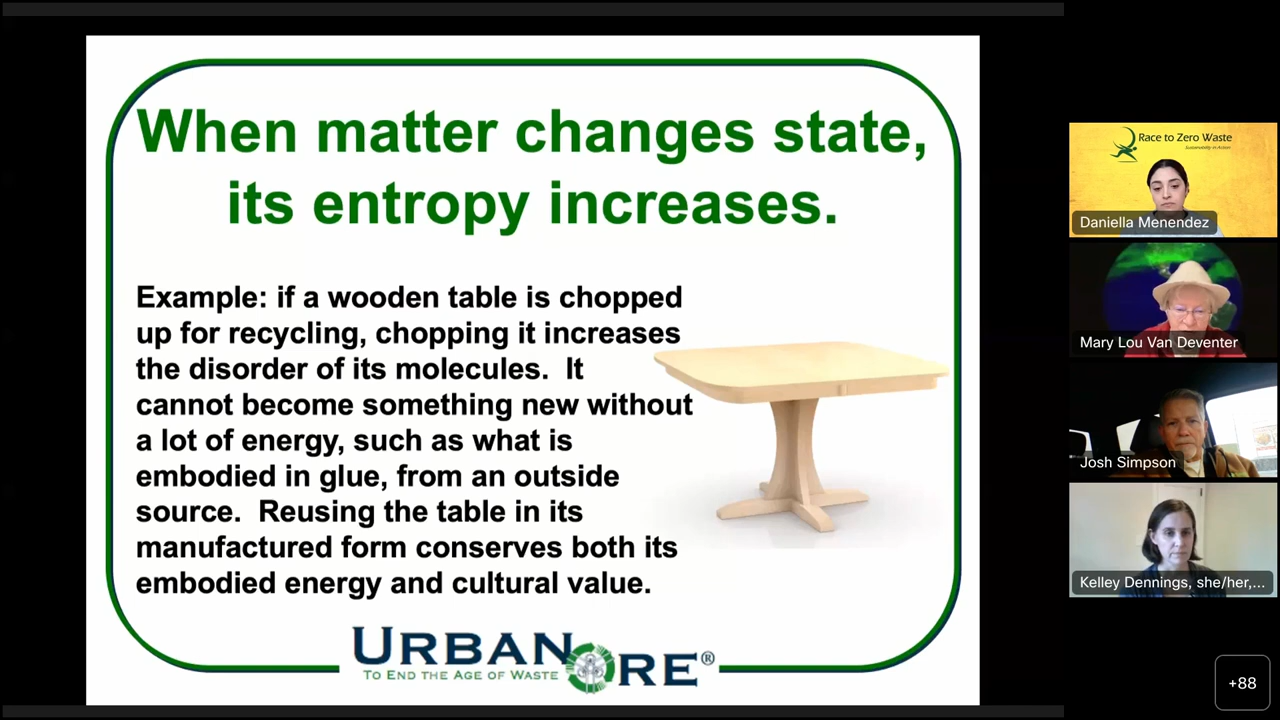 When matter changes state,
its entropy increases.
Example: if a wooden table is chopped
up for recycling, chopping it increases
the disorder of its molecules.  It
cannot become something new without
a lot of energy, such as what is
embodied in glue, from an outside
source.  Reusing the table in its
manufactured form conserves both its
embodied energy and cultural value.
URBAN ORE®
TO END THE AGE OF WASTE
Race to Zero Waste
Sustainability in Action
Daniella Menendez
Mary Lou Van Deventer
Josh Simpson
Kelley Dennings, she/her,...
+88